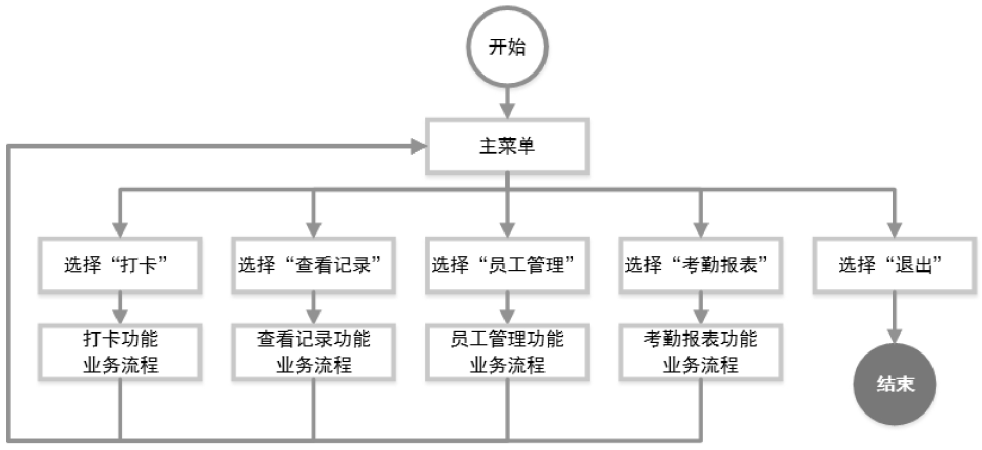 开始
主菜单
选择“打卡”
选择“查看记录”
选择“员工管理”
选择“考勤报表”
选择“退出”
打卡功能
业务流程
查看记录功能
业务流程
员工管理功能
业务流程
考勤报表功能
业务流程
结束